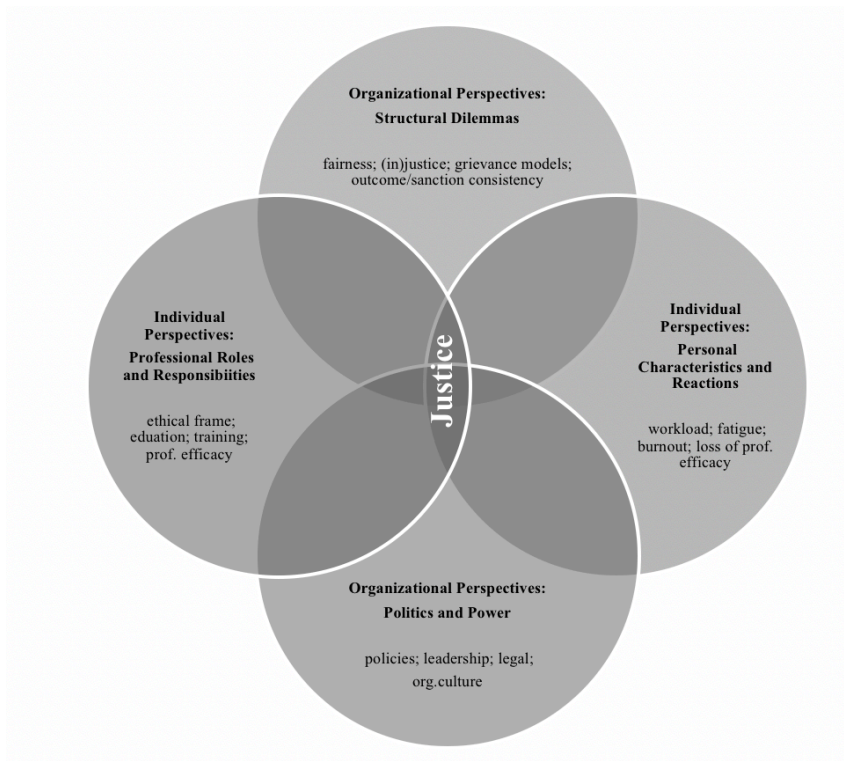 Organizational Perspectives:
Structural Dilemmas
fairness; (in)justice; grievance models;
outcome/sanction consistency
Individual
Perspectives:
Professional Roles
and Responsibiities
ethical frame;
eduation; training;
prof. efficacy
Justice
Individual
Perspectives:
Personal
Characteristics and
Reactions
workload; fatigue;
burnout; loss of prof.
efficacy
Organizational Perspectives:
Politics and Power
policies; leadership; legal;
org.culture